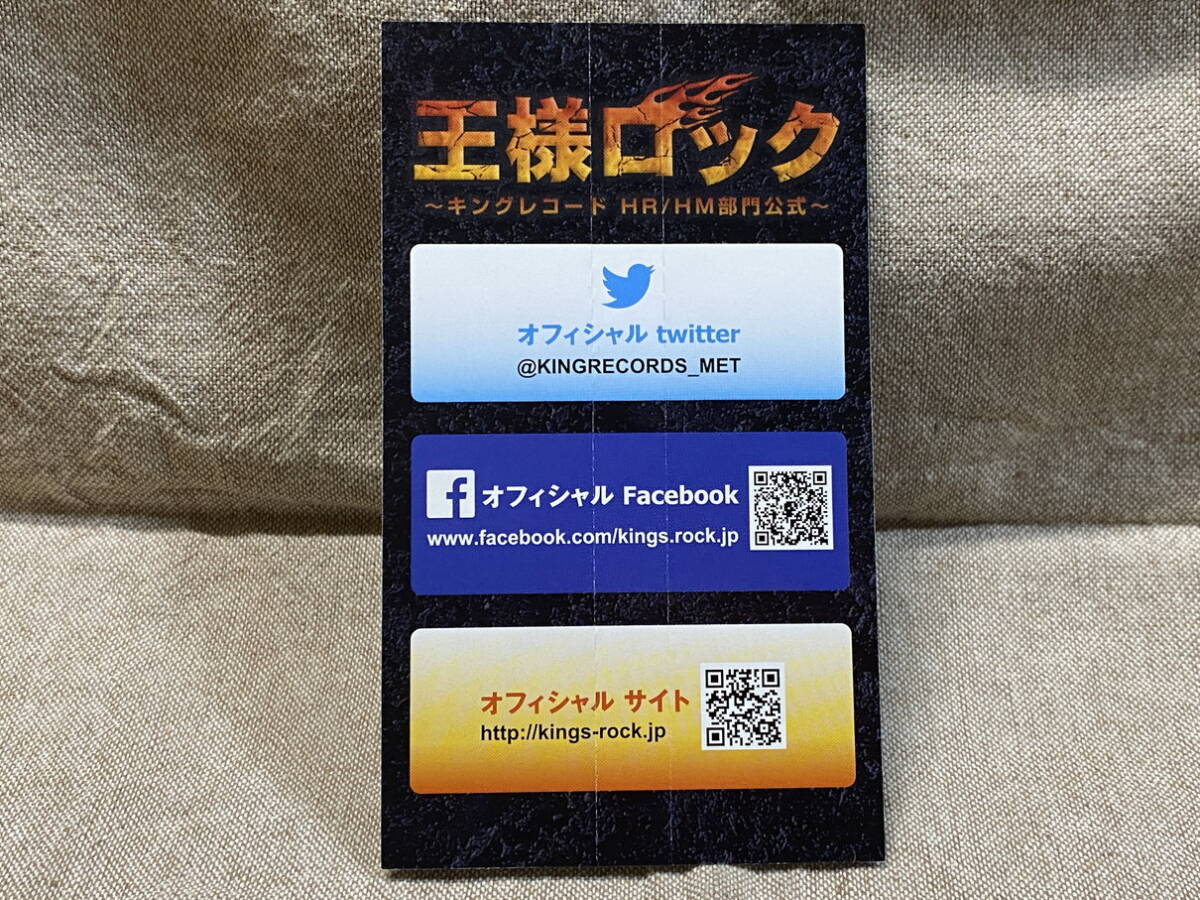 王様ロック
～キングレコード HR/HM部門公式～
オフィシャル twitter
@KINGRECORDS_MET
オフィシャル Facebook
www.facebook.com/kings.rock.jp
オフィシャル サイト
http://kings-rock.jp